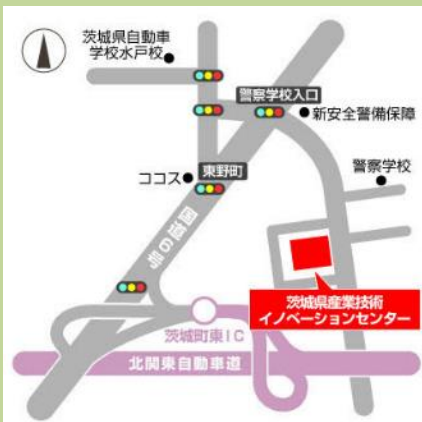 茨城県自動車
学校水戸校
警察学校入口
新安全警備保障
警察学校
ココス
東野町
国道6号
茨城県産業技術
イノベーションセンター
茨城町東IC
北関東自動車道